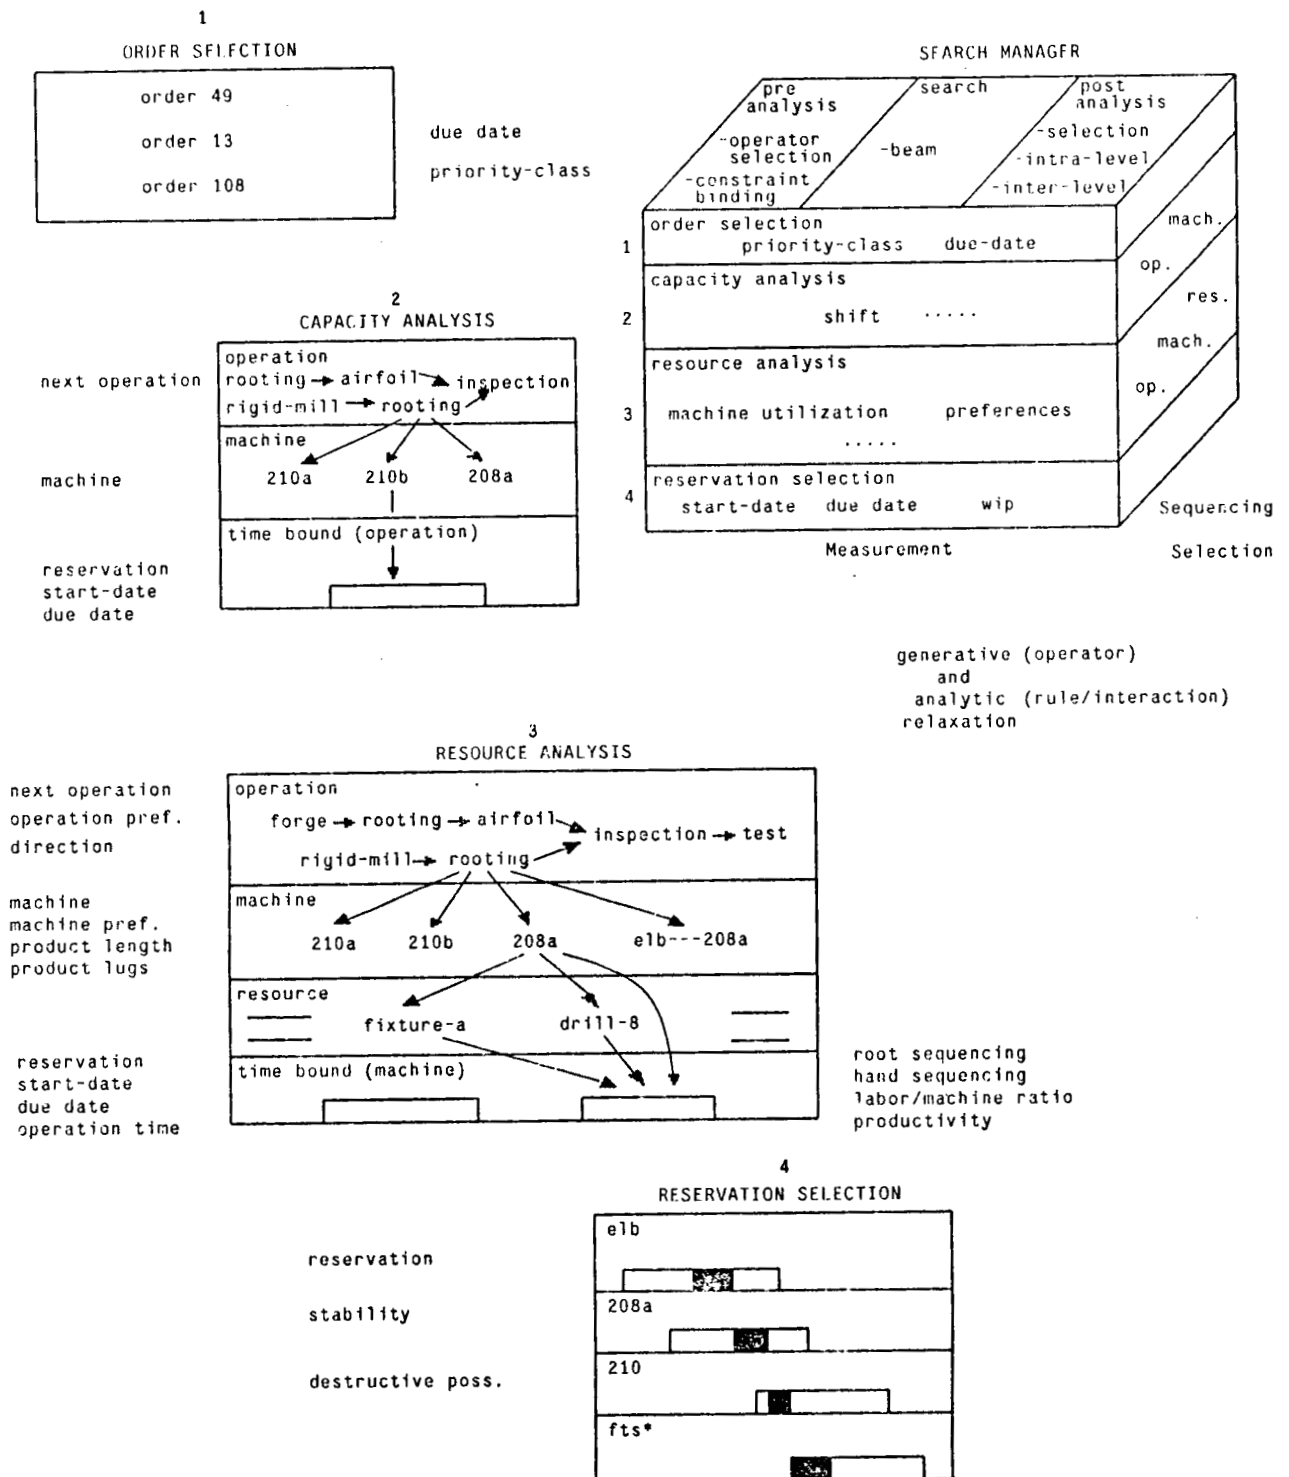 1
ORDER SELECTION
order 49
order 13
order 108
due date
priority-class
SEARCH MANAGER
pre
analysis
-operator
selection
-constraint
binding
search
-beam
post
analysis
-selection
-intra-level
-inter-level
1
order selection
priority-class due-date
2
capacity analysis
shift .....
3
resource analysis
machine utilization preferences
.....
4
reservation selection
start-date due date wip
mach.
op.
res.
mach.
op.
Sequencing
Measurement
Selection
2
CAPACITY ANALYSIS
next operation
operation
rooting airfoil inspection
rigid-mill rooting
machine
machine
210a 210b 208a
time bound (operation)
reservation
start-date
due date
generative (operator)
and
analytic (rule/interaction)
relaxation
3
RESOURCE ANALYSIS
next operation
operation pref.
direction
operation
forge rooting airfoil inspection test
rigid-mill rooting
machine
machine pref.
product length
product lugs
machine
210a 210b 208a elb---208a
resource
fixture-a drill-8
reservation
start-date
due date
operation time
time bound (machine)
root sequencing
hand sequencing
labor/machine ratio
productivity
4
RESERVATION SELECTION
reservation
stability
destructive poss.
elb
208a
210
fts*